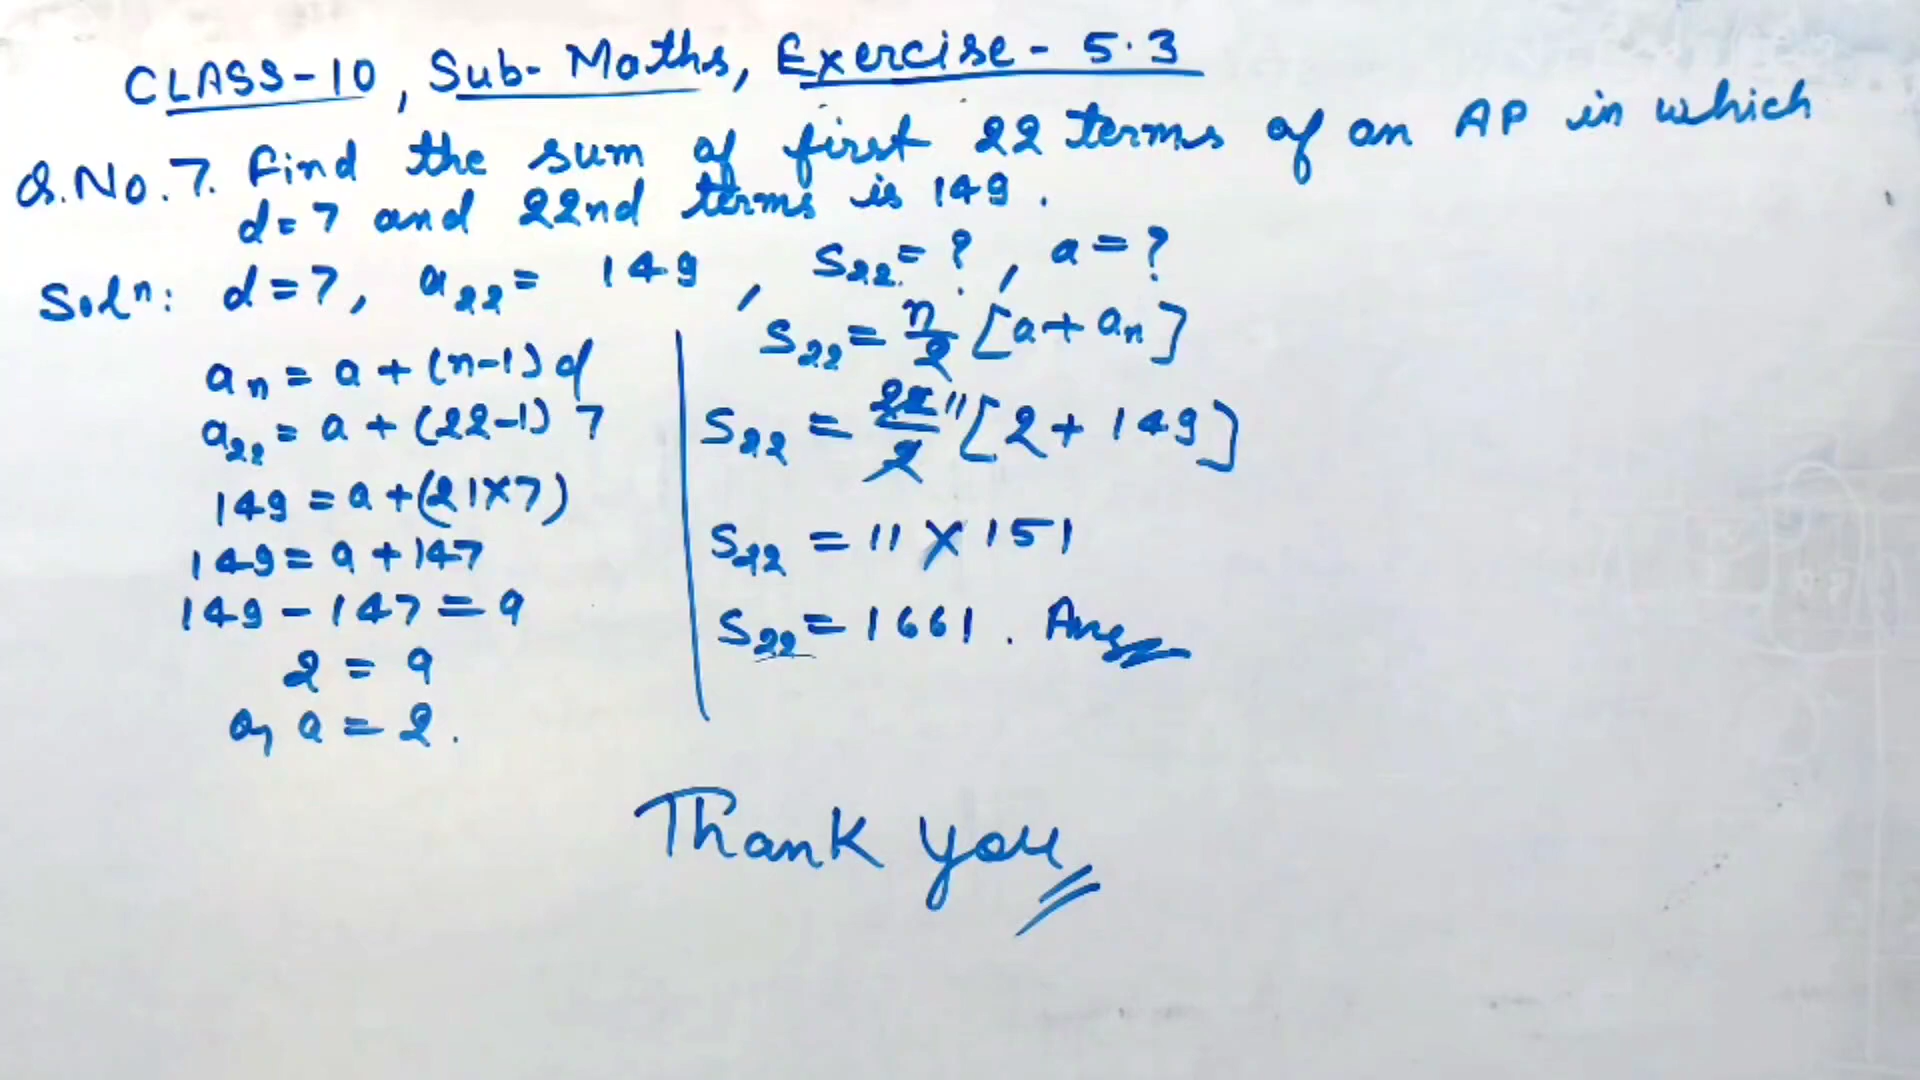 CLASS-10, Sub- Maths, Exercise - 5.3
Q.No.7. Find the sum of first 22 terms of an AP in which
d=7 and 22nd terms is 149.
Solⁿ: d=7, a₂₂ = 149, S₂₂ = ?, a = ?
aₙ = a + (n-1) d
a₂₂ = a + (22-1) 7
149 = a + (21×7)
149 = a + 147
149 - 147 = a
2 = a
or, a = 2.
S₂₂ = n/2 [a + aₙ]
S₂₂ = 22/2 11 [2 + 149]
S₂₂ = 11 × 151
S₂₂ = 1661. Ans
Thank you